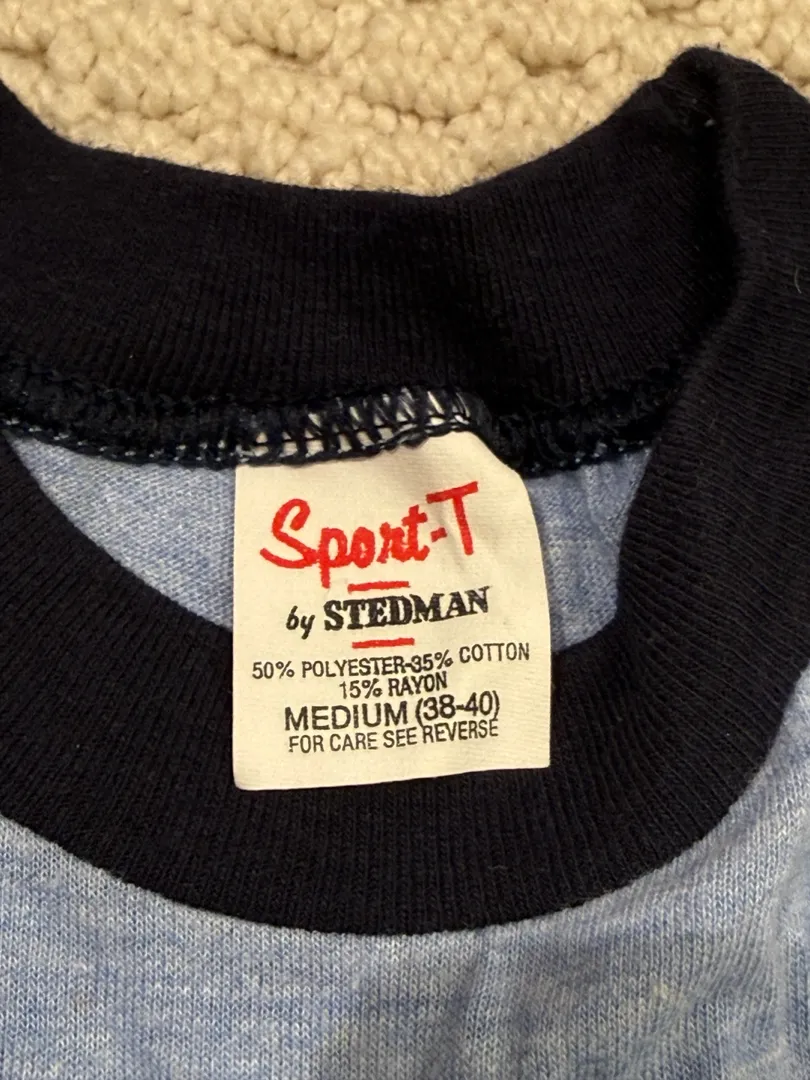 Sport-T
by STEDMAN
50% POLYESTER-35% COTTON
15% RAYON
MEDIUM (38-40)
FOR CARE SEE REVERSE